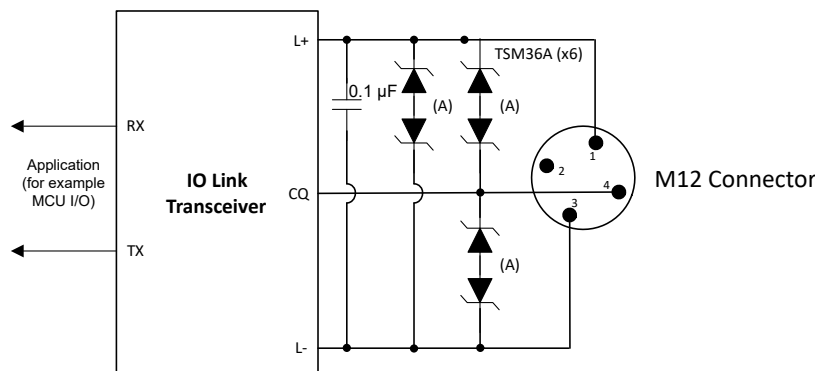 L+
TSM36A (x6)
0.1 µF
(A)
(A)
RX
1
2
Application
(for example
MCU I/O)
IO Link
Transceiver
CQ
4
M12 Connector
3
TX
(A)
L-